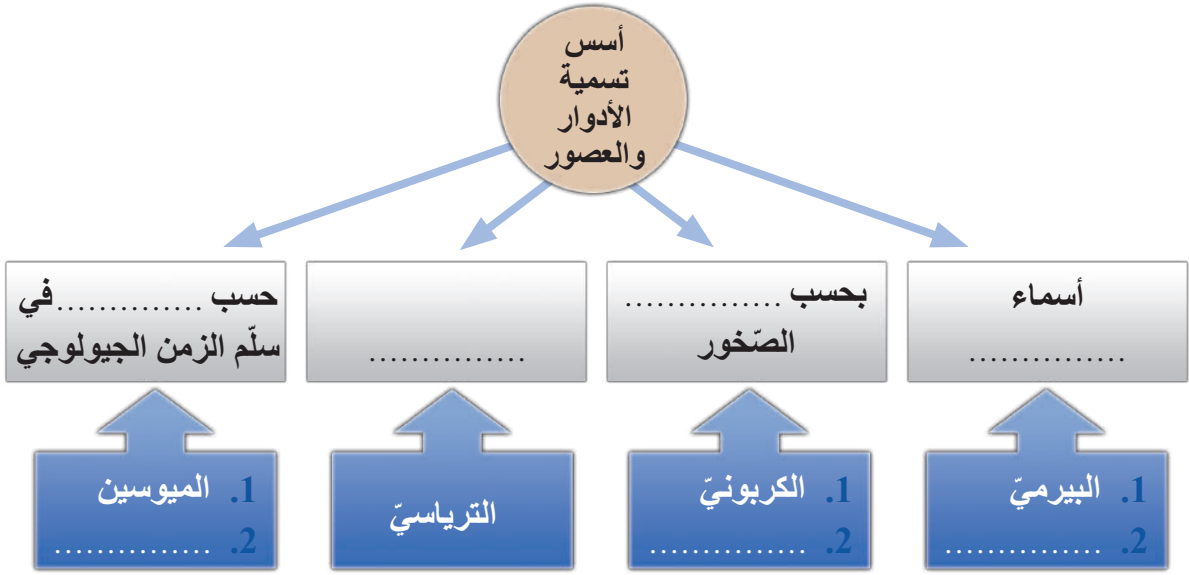 أسس
تسمية
الأدوار
والعصور
أسماء
...............
بحسب ...............
الصّخور
...............
حسب ..............في
سلّم الزمن الجيولوجي
1. البيرميّ
2. ...............
1. الكربونيّ
2. ...............
الترياسيّ
1. الميوسين
2. ...............